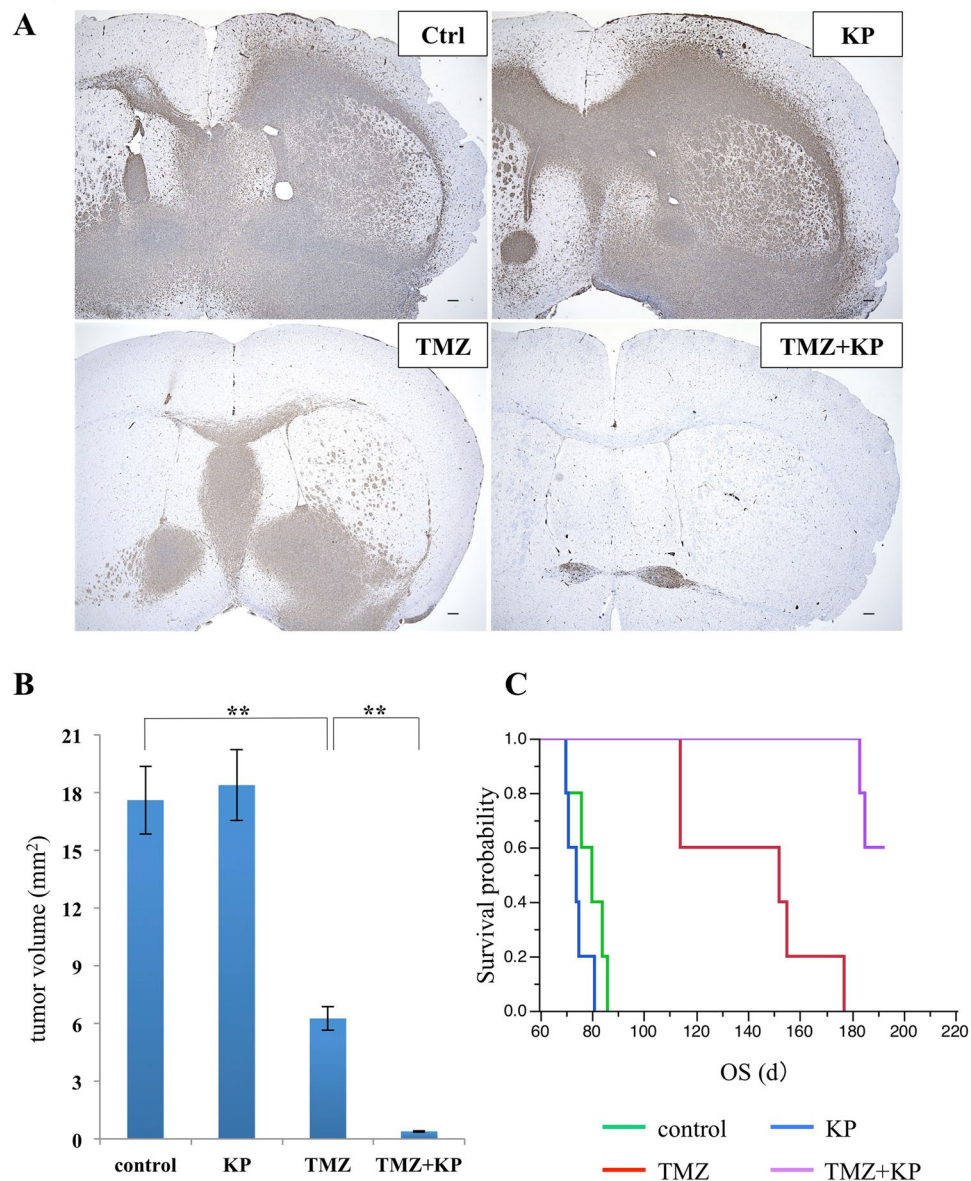 A
Ctrl
KP
TMZ
TMZ+KP
B
**
**
21
18
15
12
9
6
3
0
tumor volume (mm²)
control KP TMZ TMZ+KP
C
1.0
0.8
0.6
0.4
0.2
0.0
Survival probability
60 80 100 120 140 160 180 200 220
OS (d）
control KP
TMZ TMZ+KP